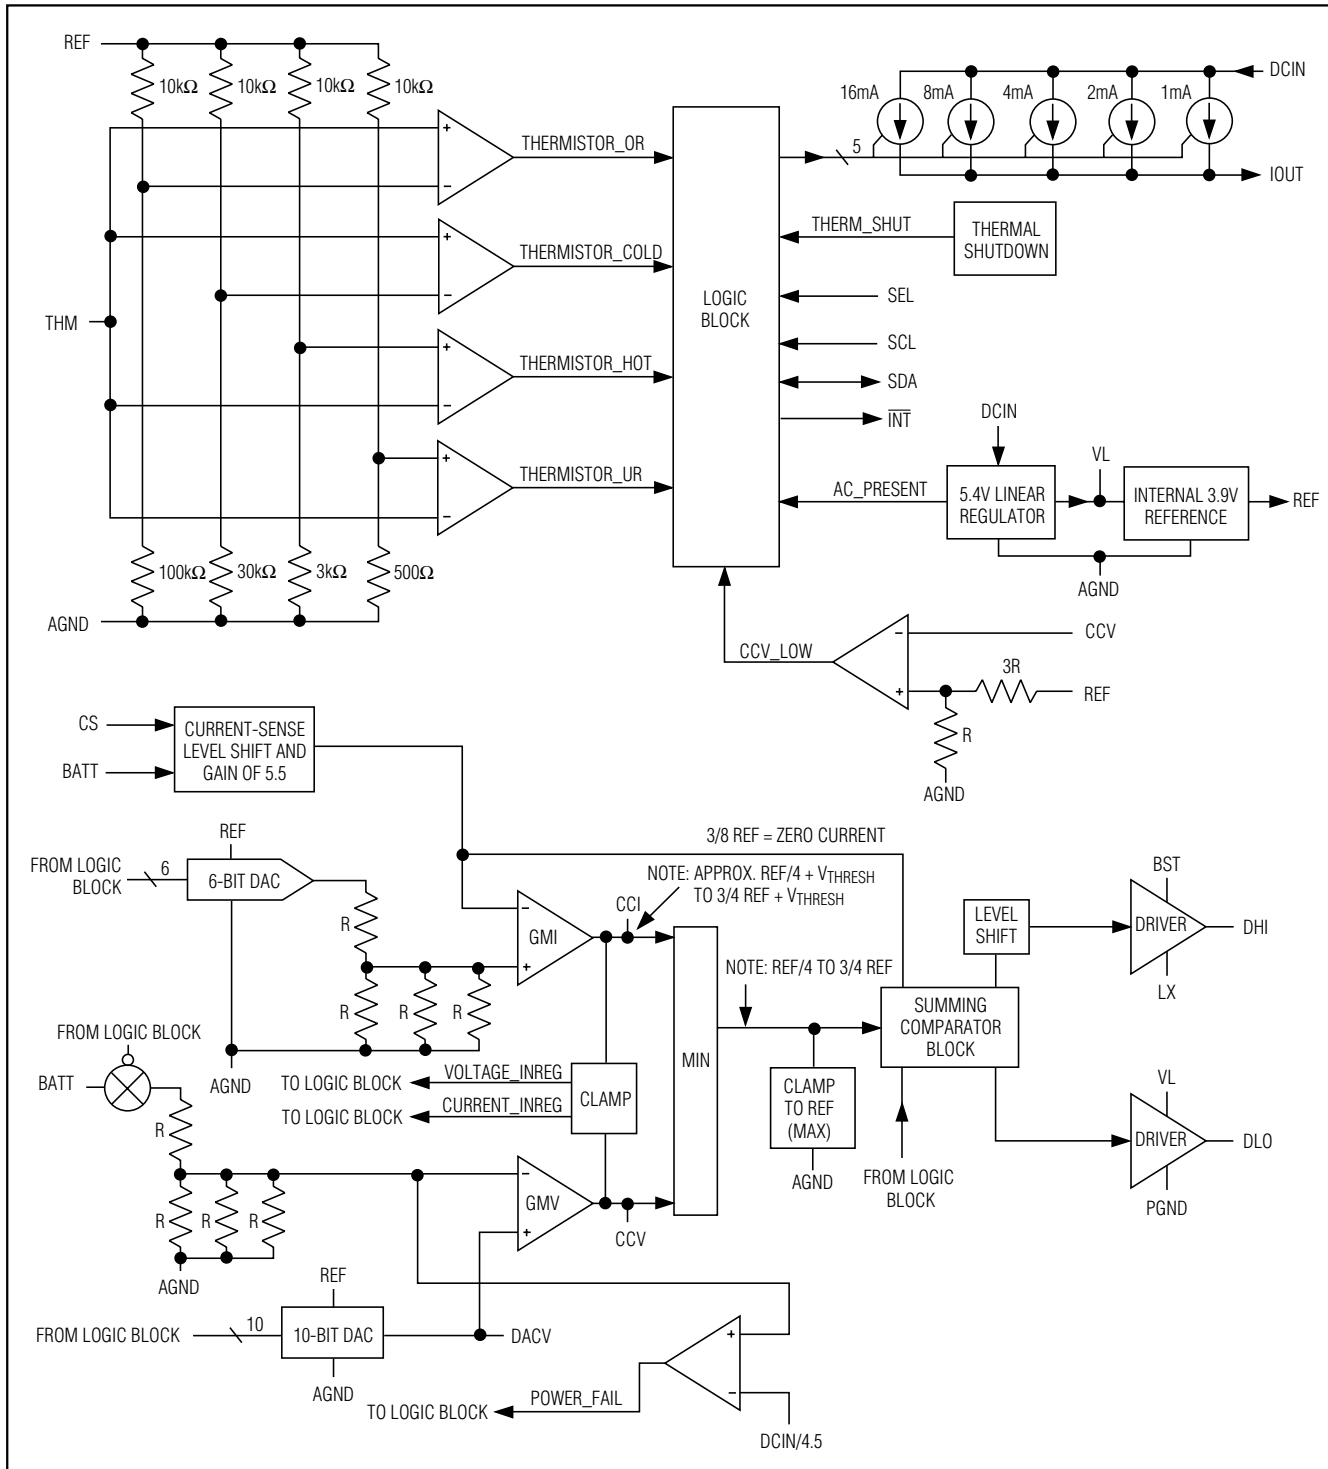 REF
10kΩ
10kΩ
10kΩ
10kΩ
+
−
THERMISTOR_OR
+
−
THERMISTOR_COLD
THM
+
−
THERMISTOR_HOT
+
−
THERMISTOR_UR
100kΩ
30kΩ
3kΩ
500Ω
AGND
LOGIC
BLOCK
16mA
8mA
4mA
2mA
1mA
DCIN
5
IOUT
THERM_SHUT
THERMAL
SHUTDOWN
SEL
SCL
SDA
INT
DCIN
VL
AC_PRESENT
5.4V LINEAR
REGULATOR
INTERNAL 3.9V
REFERENCE
REF
AGND
CCV_LOW
−
+
CCV
3R
REF
R
AGND
CS
BATT
CURRENT-SENSE
LEVEL SHIFT AND
GAIN OF 5.5
3/8 REF = ZERO CURRENT
REF
FROM LOGIC
BLOCK
6
6-BIT DAC
R
R
R
R
AGND
−
+
GMI
CCI
NOTE: APPROX. REF/4 + VTHRESH
TO 3/4 REF + VTHRESH
MIN
NOTE: REF/4 TO 3/4 REF
SUMMING
COMPARATOR
BLOCK
LEVEL
SHIFT
BST
DRIVER
DHI
LX
FROM LOGIC BLOCK
BATT
TO LOGIC BLOCK
VOLTAGE_INREG
TO LOGIC BLOCK
CURRENT_INREG
CLAMP
CLAMP
TO REF
(MAX)
AGND
FROM LOGIC
BLOCK
VL
DRIVER
DLO
PGND
R
R
R
R
AGND
−
+
GMV
CCV
REF
FROM LOGIC BLOCK
10
10-BIT DAC
DACV
AGND
+
−
TO LOGIC BLOCK
POWER_FAIL
DCIN/4.5